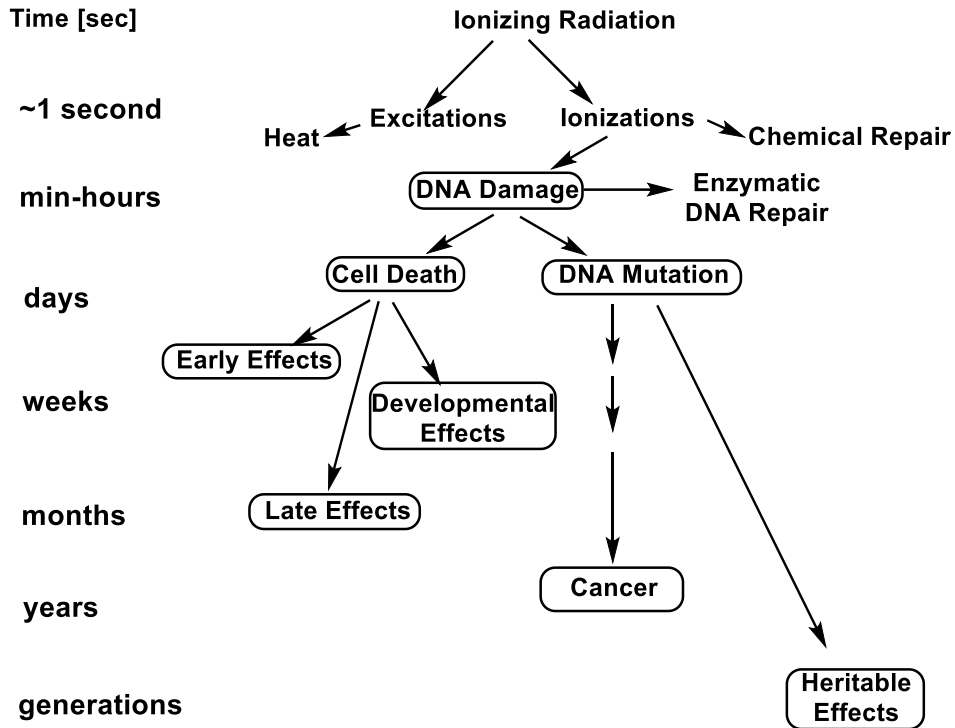 Time [sec]
Ionizing Radiation
~1 second
Heat
Excitations
Ionizations
Chemical Repair
min-hours
DNA Damage
Enzymatic
DNA Repair
Cell Death
DNA Mutation
days
Early Effects
weeks
Developmental
Effects
months
Late Effects
Cancer
years
generations
Heritable
Effects